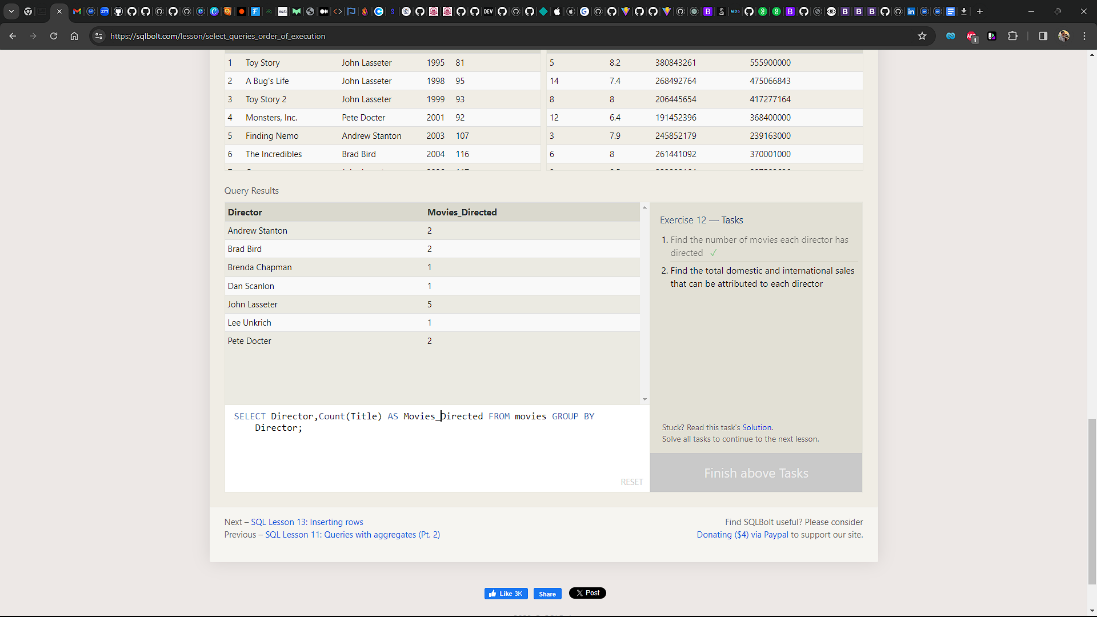 https://sqlbolt.com/lesson/select_queries_order_of_execution
1 Toy Story John Lasseter 1995 81 5 8.2 380843261 555900000
2 A Bug's Life John Lasseter 1998 95 14 7.4 268492764 475066843
3 Toy Story 2 John Lasseter 1999 93 8 8 206445654 417277164
4 Monsters, Inc. Pete Docter 2001 92 12 6.4 191452396 368400000
5 Finding Nemo Andrew Stanton 2003 107 3 7.9 245852179 239163000
6 The Incredibles Brad Bird 2004 116 6 8 261441092 370001000
Query Results
Director Movies_Directed
Andrew Stanton 2
Brad Bird 2
Brenda Chapman 1
Dan Scanlon 1
John Lasseter 5
Lee Unkrich 1
Pete Docter 2
Exercise 12 — Tasks
1. Find the number of movies each director has
directed ✓
2. Find the total domestic and international sales
that can be attributed to each director
SELECT Director,Count(Title) AS Movies_Directed FROM movies GROUP BY
Director;
RESET
Stuck? Read this task's Solution.
Solve all tasks to continue to the next lesson.
Finish above Tasks
Next – SQL Lesson 13: Inserting rows
Previous – SQL Lesson 11: Queries with aggregates (Pt. 2)
Find SQLBolt useful? Please consider
Donating ($4) via Paypal to support our site.
Like 3K Share X Post